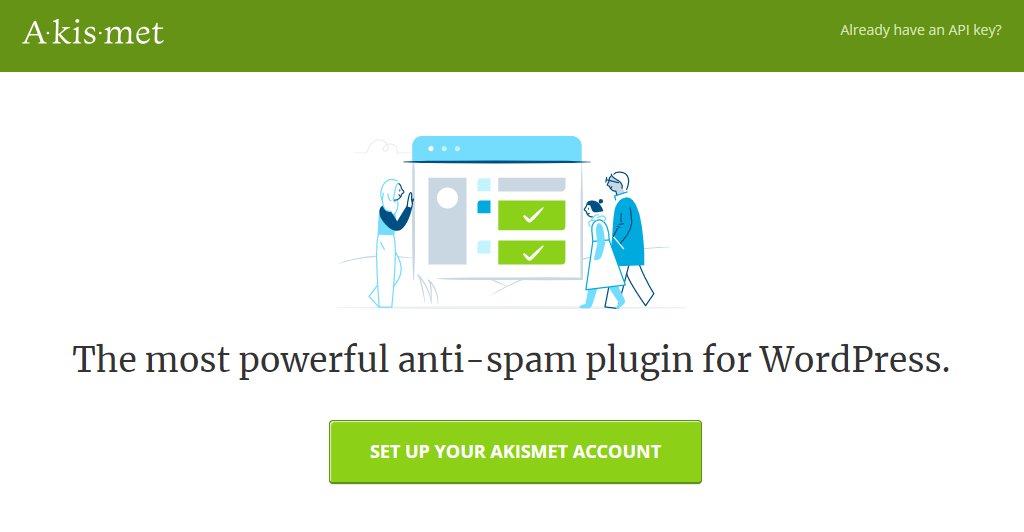 A·kis·met
Already have an API key?
The most powerful anti-spam plugin for WordPress.
SET UP YOUR AKISMET ACCOUNT